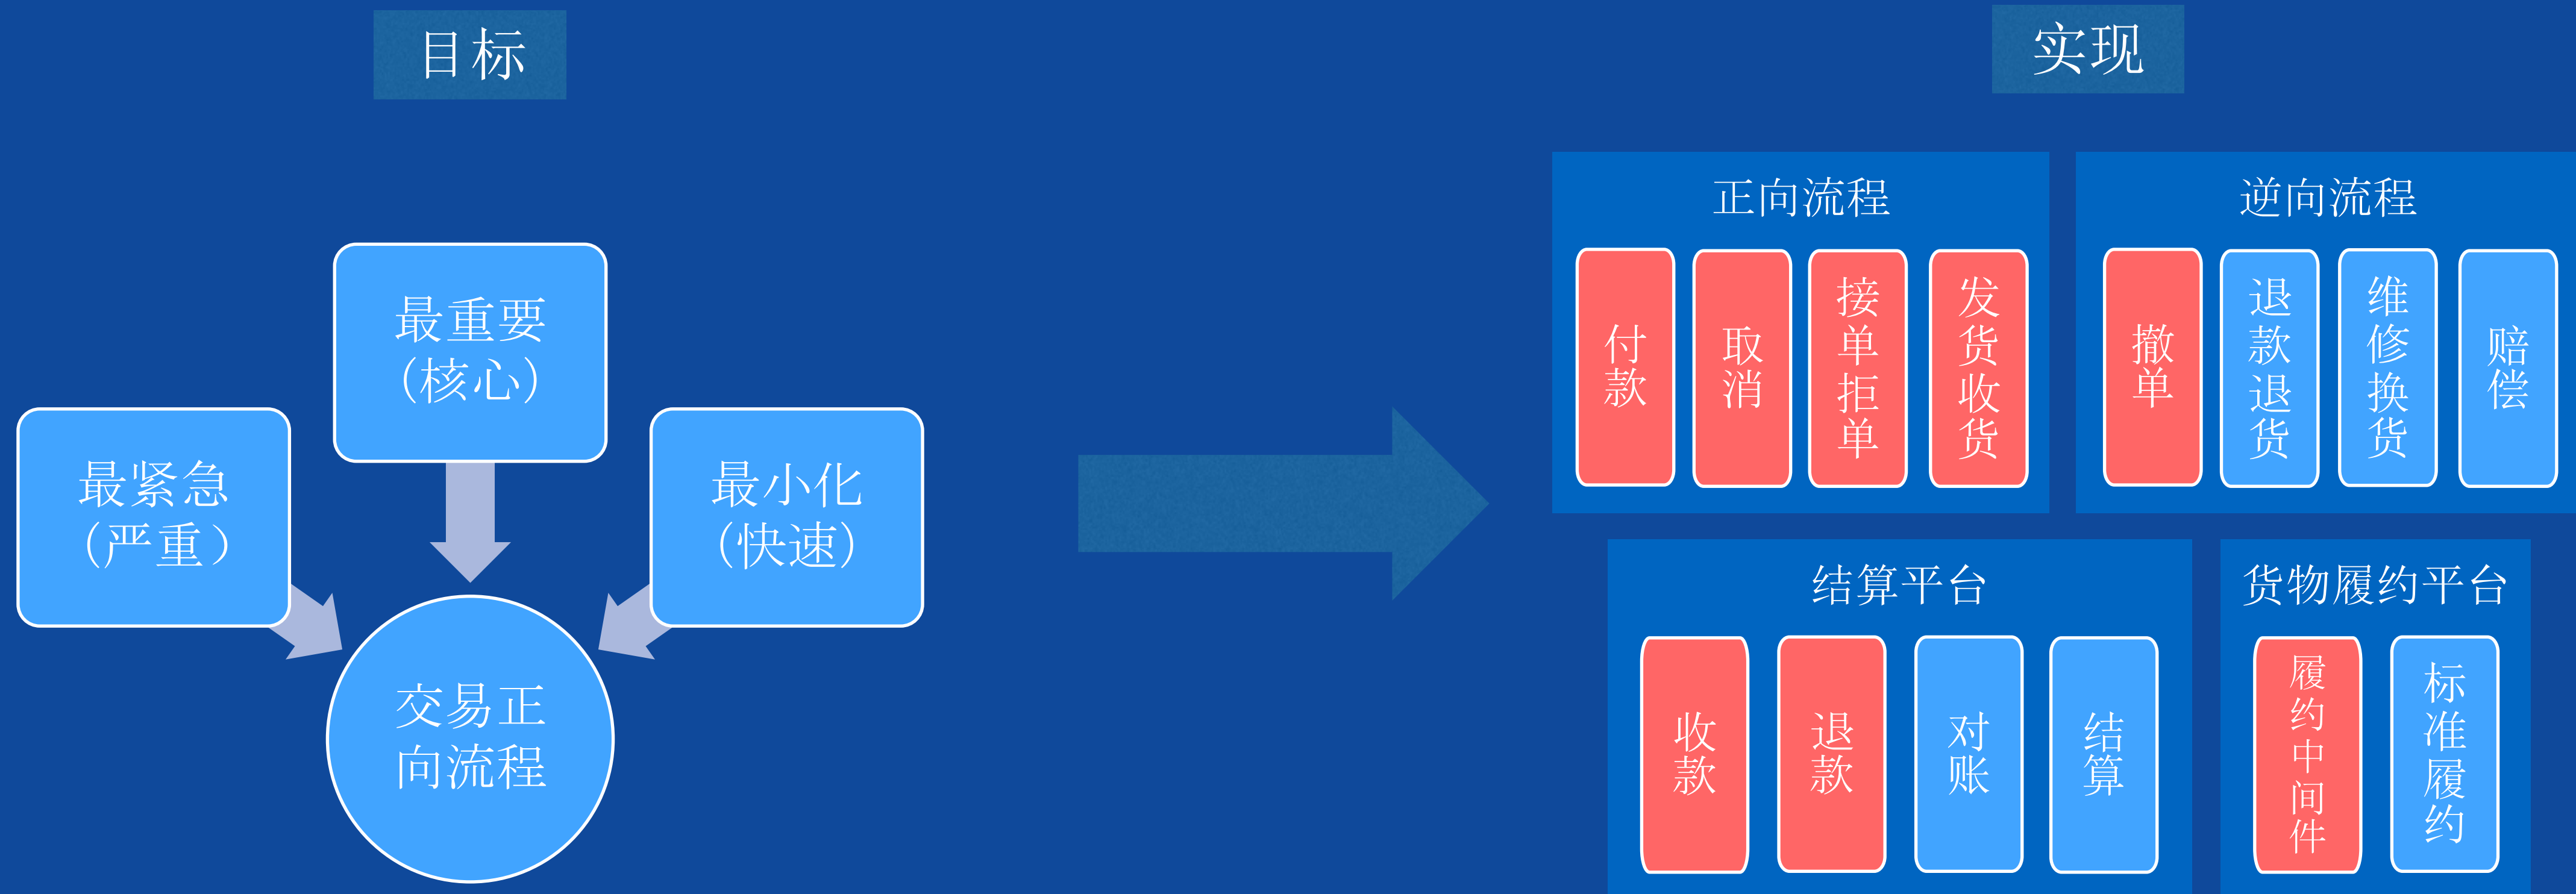 目标
最重要
（核心）
最紧急
（严重）
最小化
（快速）
交易正
向流程
实现
正向流程
付款
取消
接单拒单
发货收货
逆向流程
撤单
退款退货
维修换货
赔偿
结算平台
收款
退款
对账
结算
货物履约平台
履约中间件
标准履约